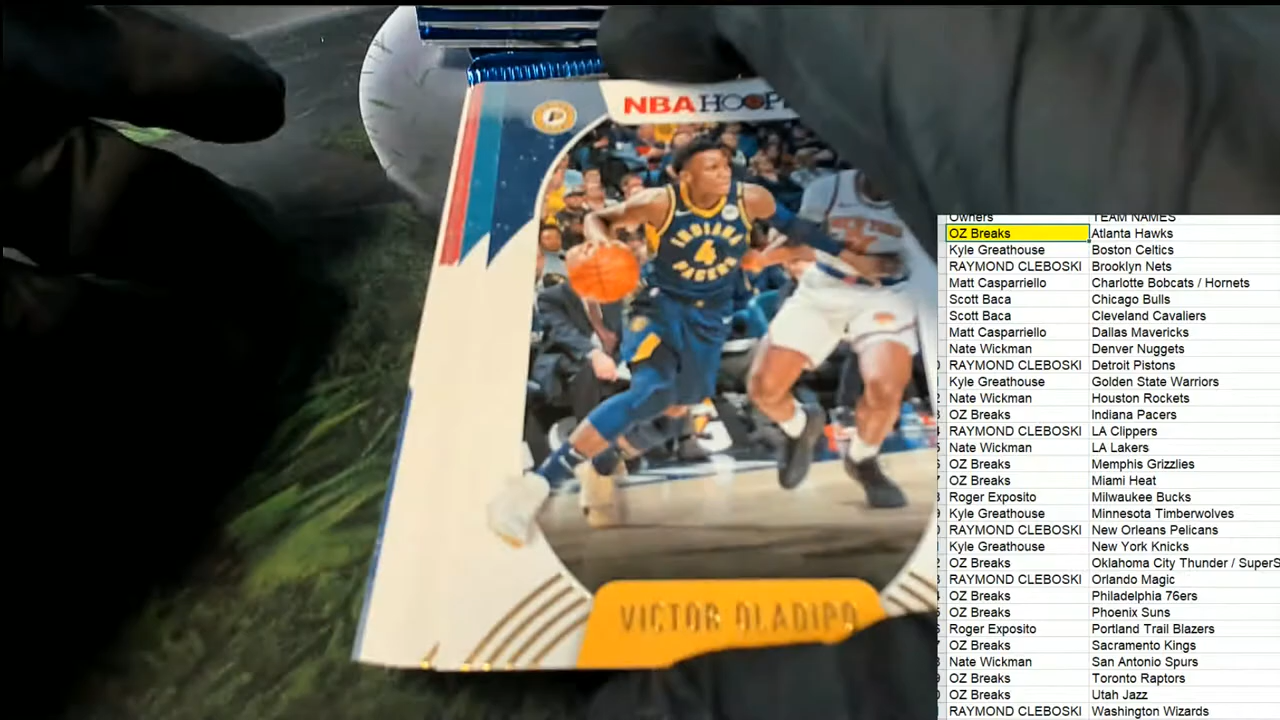 NBA HOOP
INDIANA
4
PACERS
VICTOR OLADIPO
Owners TEAM NAMES
OZ Breaks Atlanta Hawks
Kyle Greathouse Boston Celtics
RAYMOND CLEBOSKI Brooklyn Nets
Matt Casparriello Charlotte Bobcats / Hornets
Scott Baca Chicago Bulls
Scott Baca Cleveland Cavaliers
Matt Casparriello Dallas Mavericks
Nate Wickman Denver Nuggets
RAYMOND CLEBOSKI Detroit Pistons
Kyle Greathouse Golden State Warriors
Nate Wickman Houston Rockets
OZ Breaks Indiana Pacers
RAYMOND CLEBOSKI LA Clippers
Nate Wickman LA Lakers
OZ Breaks Memphis Grizzlies
OZ Breaks Miami Heat
Roger Exposito Milwaukee Bucks
Kyle Greathouse Minnesota Timberwolves
RAYMOND CLEBOSKI New Orleans Pelicans
Kyle Greathouse New York Knicks
OZ Breaks Oklahoma City Thunder / SuperS
RAYMOND CLEBOSKI Orlando Magic
OZ Breaks Philadelphia 76ers
OZ Breaks Phoenix Suns
Roger Exposito Portland Trail Blazers
OZ Breaks Sacramento Kings
Nate Wickman San Antonio Spurs
OZ Breaks Toronto Raptors
OZ Breaks Utah Jazz
RAYMOND CLEBOSKI Washington Wizards